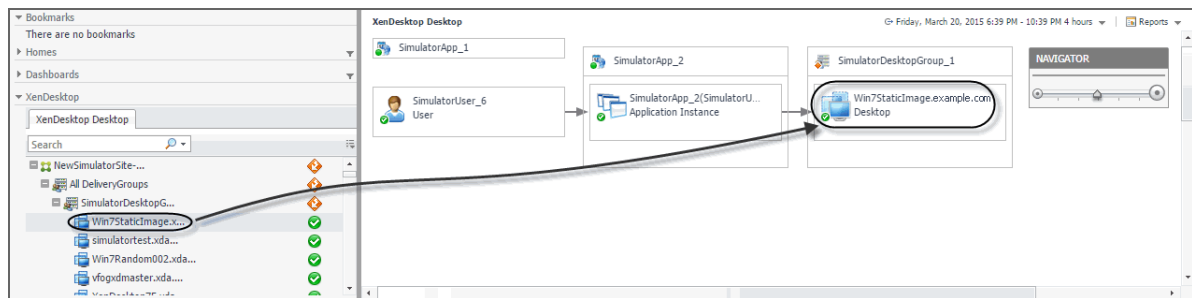 Bookmarks
There are no bookmarks
Homes
Dashboards
XenDesktop
XenDesktop Desktop
Search
NewSimulatorSite-...
All DeliveryGroups
SimulatorDesktopG...
Win7StaticImage.x...
simulatortest.xda...
Win7Random002.xda...
vfogxdmaster.xda....
XenDesktop Desktop
Friday, March 20, 2015 6:39 PM - 10:39 PM 4 hours
Reports
SimulatorApp_1
SimulatorApp_2
SimulatorDesktopGroup_1
NAVIGATOR
SimulatorUser_6
User
SimulatorApp_2(SimulatorU...
Application Instance
Win7StaticImage.example.com
Desktop